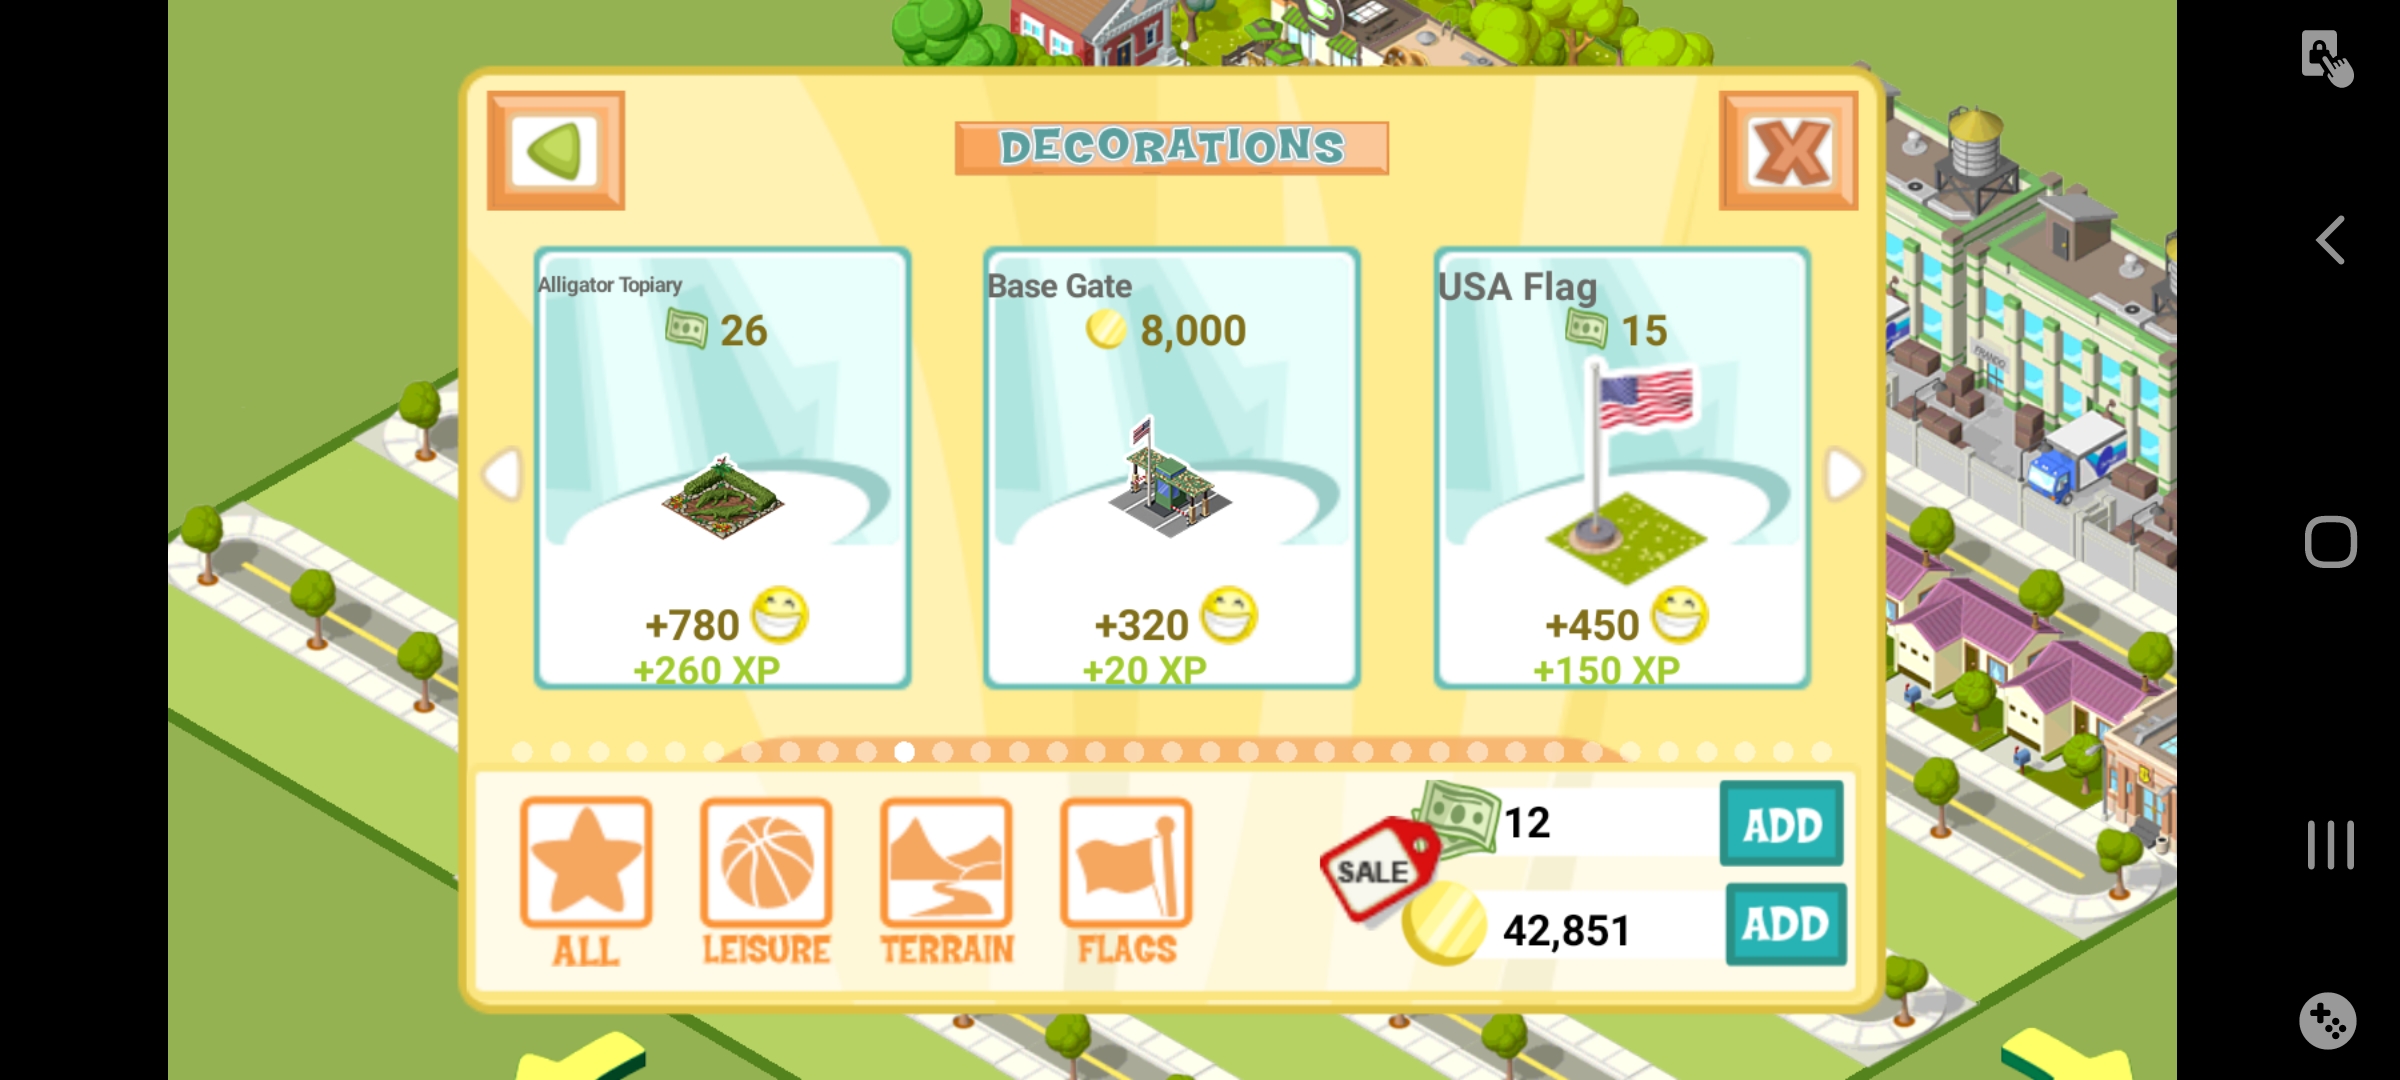 DECORATIONS
Alligator Topiary
26
+780
+260 XP
Base Gate
8,000
+320
+20 XP
USA Flag
15
+450
+150 XP
ALL
LEISURE
TERRAIN
FLAGS
SALE
12
ADD
42,851
ADD